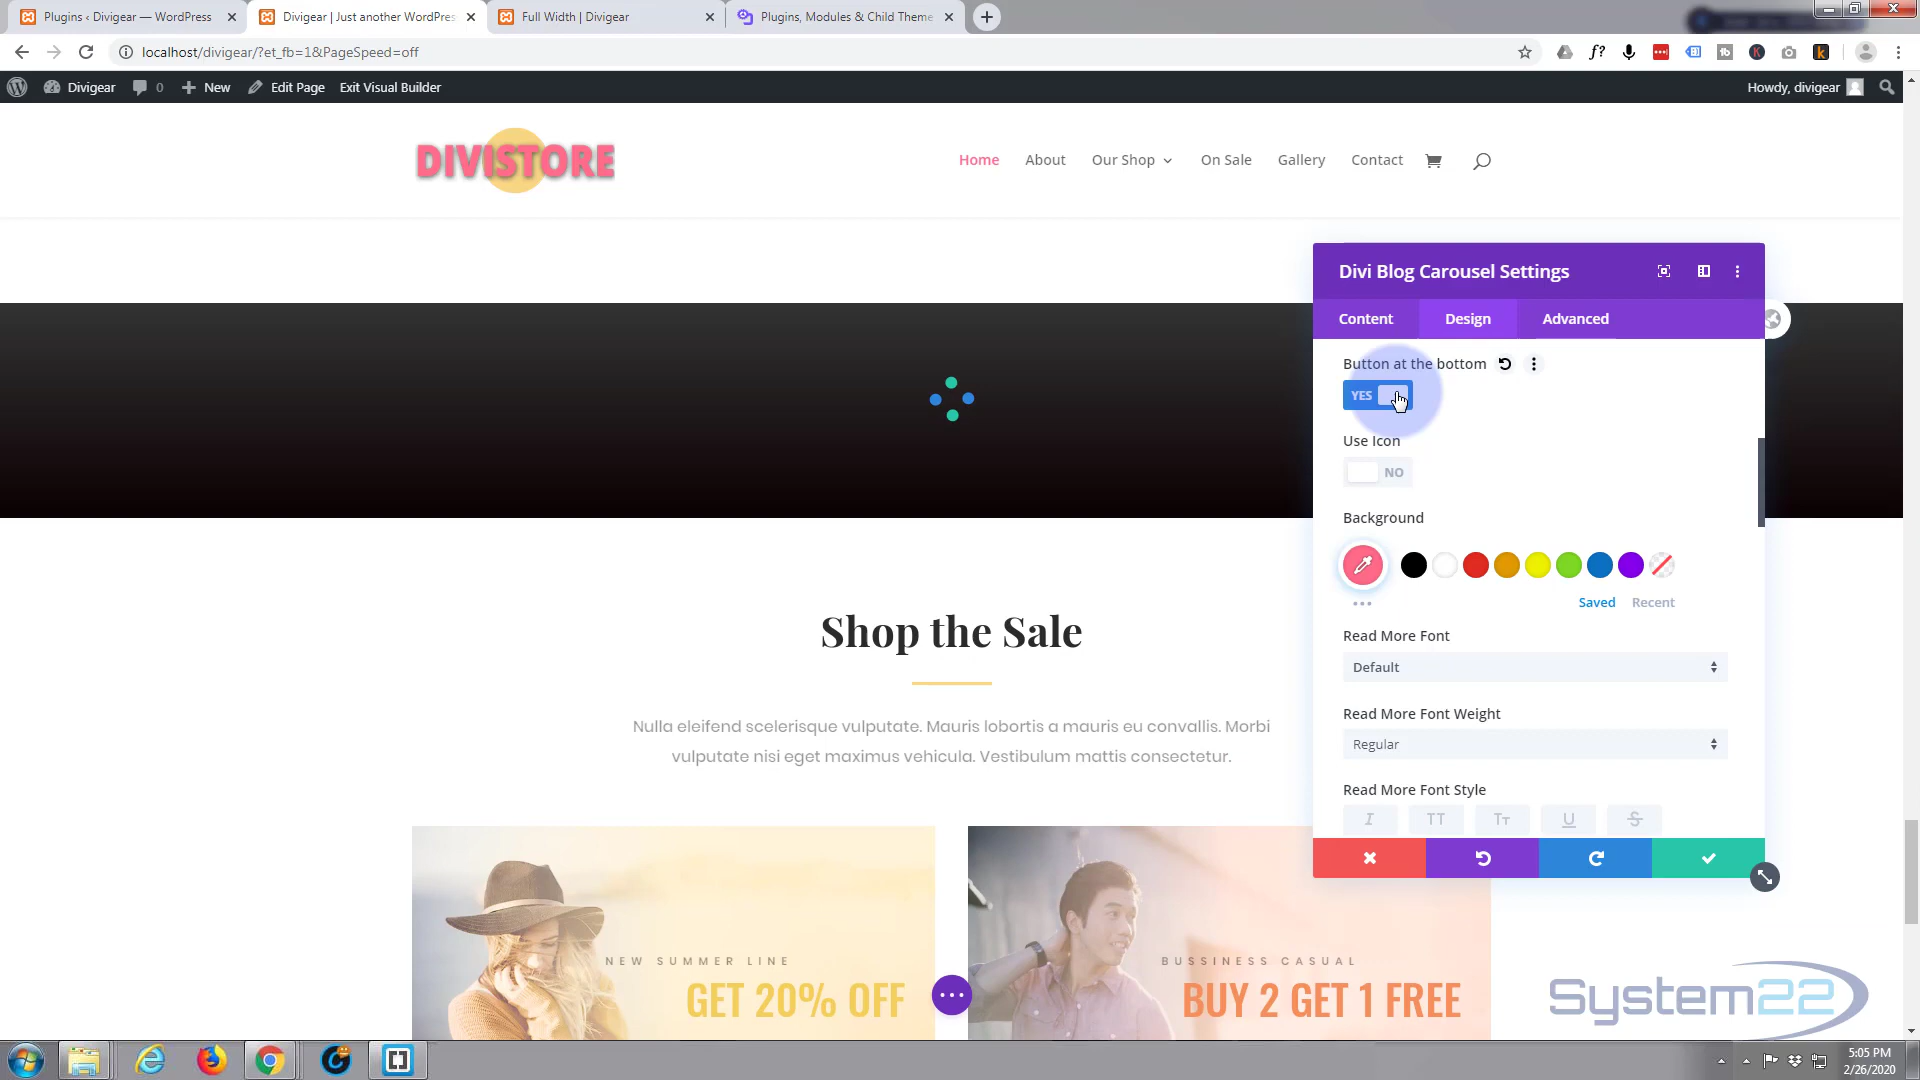 Plugins ‹ Divigear — WordPress
Divigear | Just another WordPres
Full Width | Divigear
Plugins, Modules & Child Theme
localhost/divigear/?et_fb=1&PageSpeed=off
Divigear
0
New
Edit Page
Exit Visual Builder
Howdy, divigear
DIVISTORE
Home
About
Our Shop
On Sale
Gallery
Contact
Divi Blog Carousel Settings
Content
Design
Advanced
Button at the bottom
YES
Use Icon
NO
Background
Saved
Recent
Read More Font
Default
Read More Font Weight
Regular
Read More Font Style
I
TT
Tт
U
S
Shop the Sale
Nulla eleifend scelerisque vulputate. Mauris lobortis a mauris eu convallis. Morbi
vulputate nisi eget maximus vehicula. Vestibulum mattis consectetur.
NEW SUMMER LINE
GET 20% OFF
BUSSINESS CASUAL
BUY 2 GET 1 FREE
System22
5:05 PM
2/26/2020